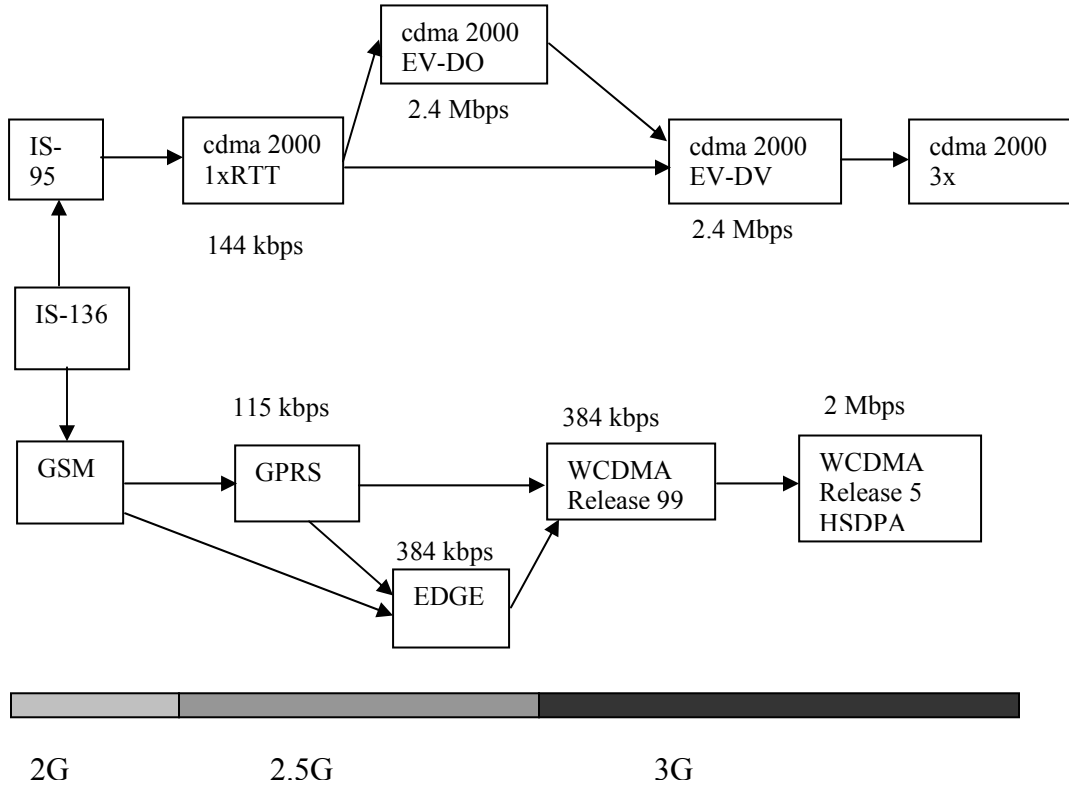 cdma 2000
EV-DO
2.4 Mbps
IS-
95
cdma 2000
1xRTT
144 kbps
cdma 2000
EV-DV
2.4 Mbps
cdma 2000
3x
IS-136
GSM
115 kbps
GPRS
384 kbps
EDGE
384 kbps
WCDMA
Release 99
2 Mbps
WCDMA
Release 5
HSDPA
2G
2.5G
3G